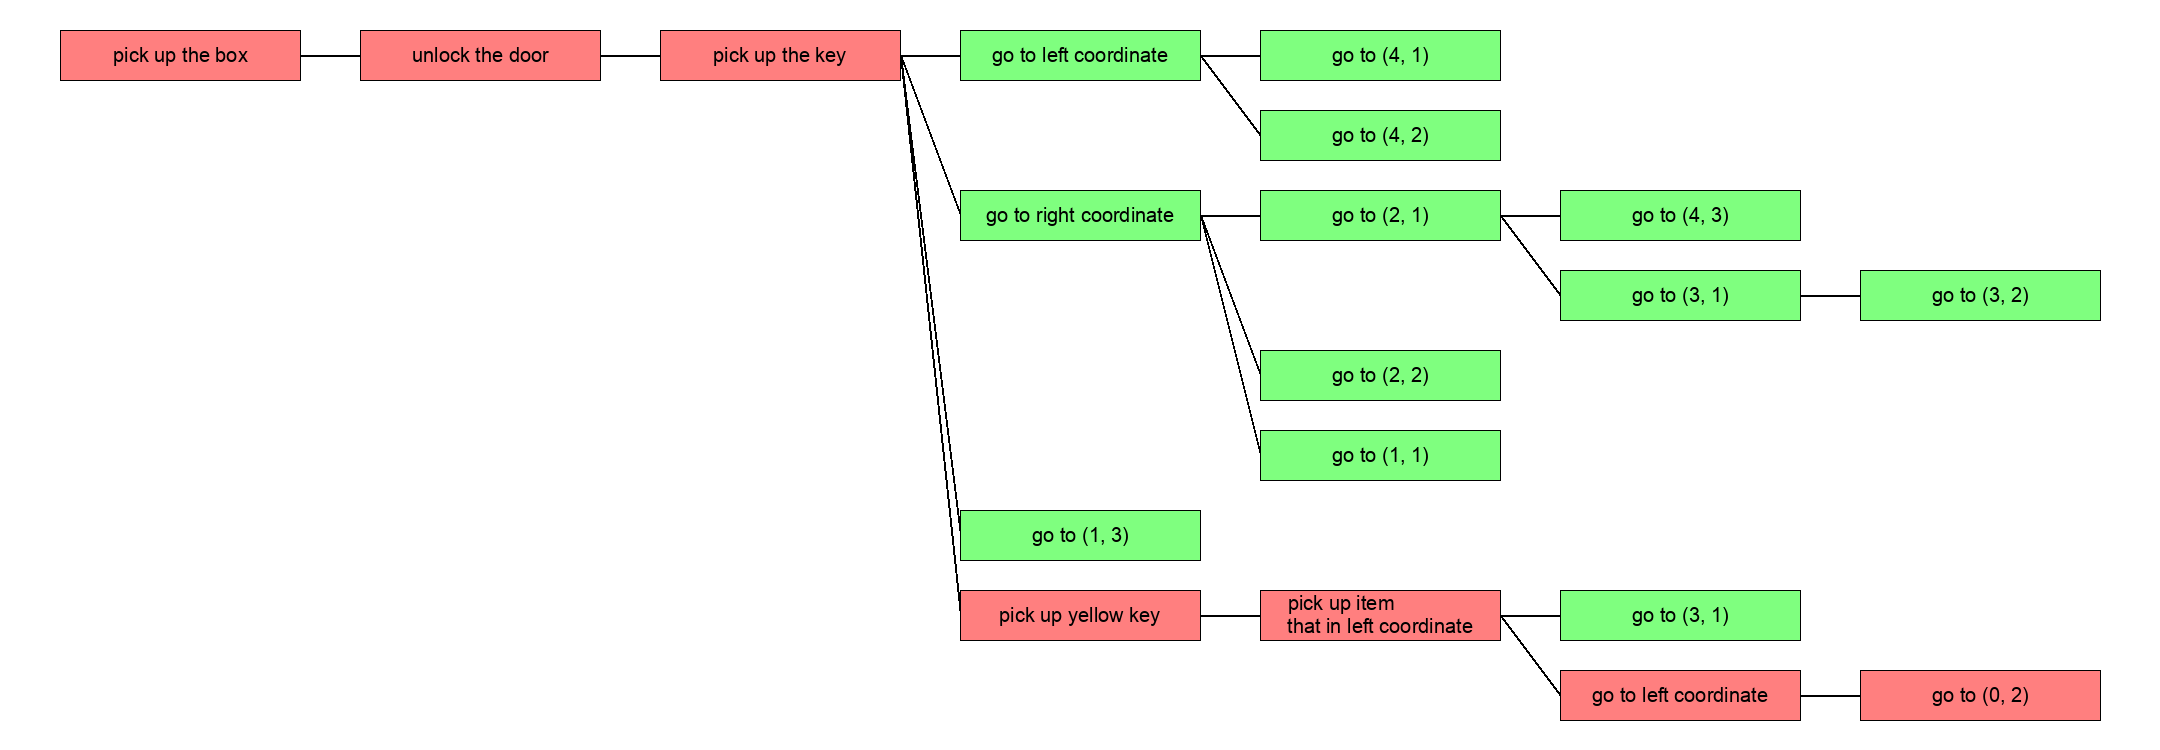 pick up the box
unlock the door
pick up the key
go to left coordinate
go to (4, 1)
go to (4, 2)
go to right coordinate
go to (2, 1)
go to (4, 3)
go to (3, 1)
go to (3, 2)
go to (2, 2)
go to (1, 1)
go to (1, 3)
pick up yellow key
pick up item
that in left coordinate
go to (3, 1)
go to left coordinate
go to (0, 2)